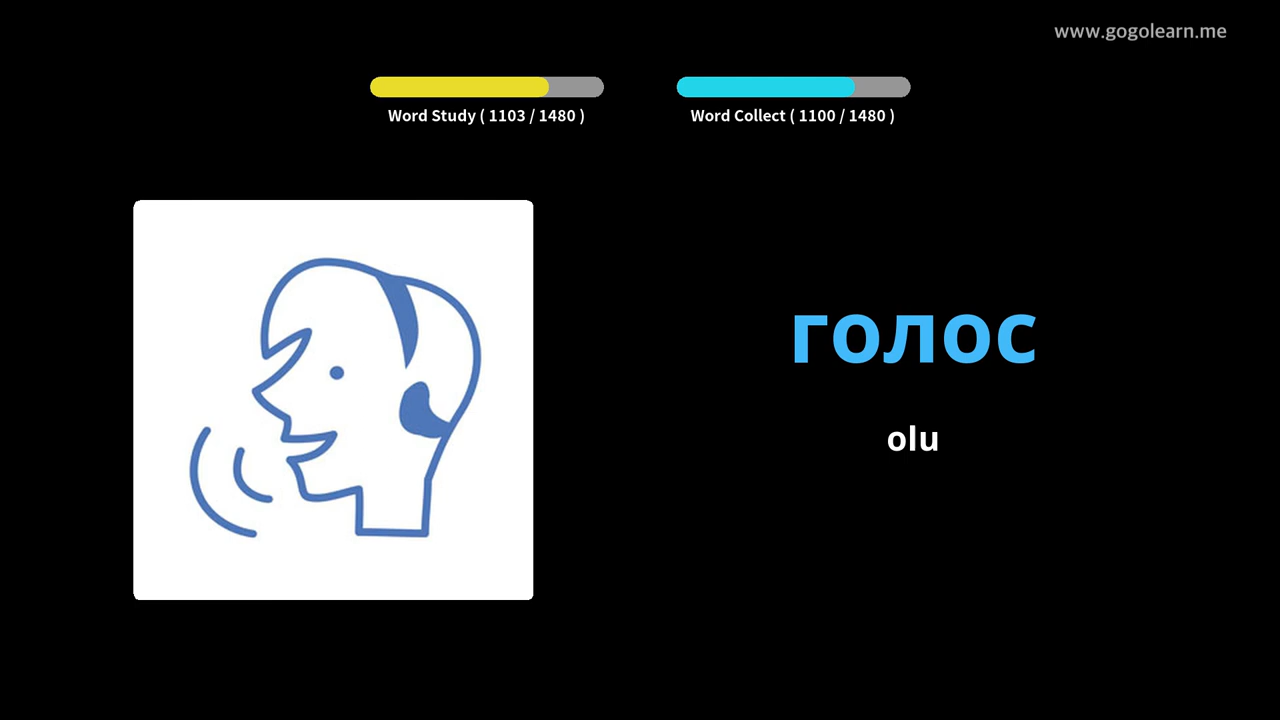 www.gogolearn.me
Word Study ( 1103 / 1480 )
Word Collect ( 1100 / 1480 )
голос
olu